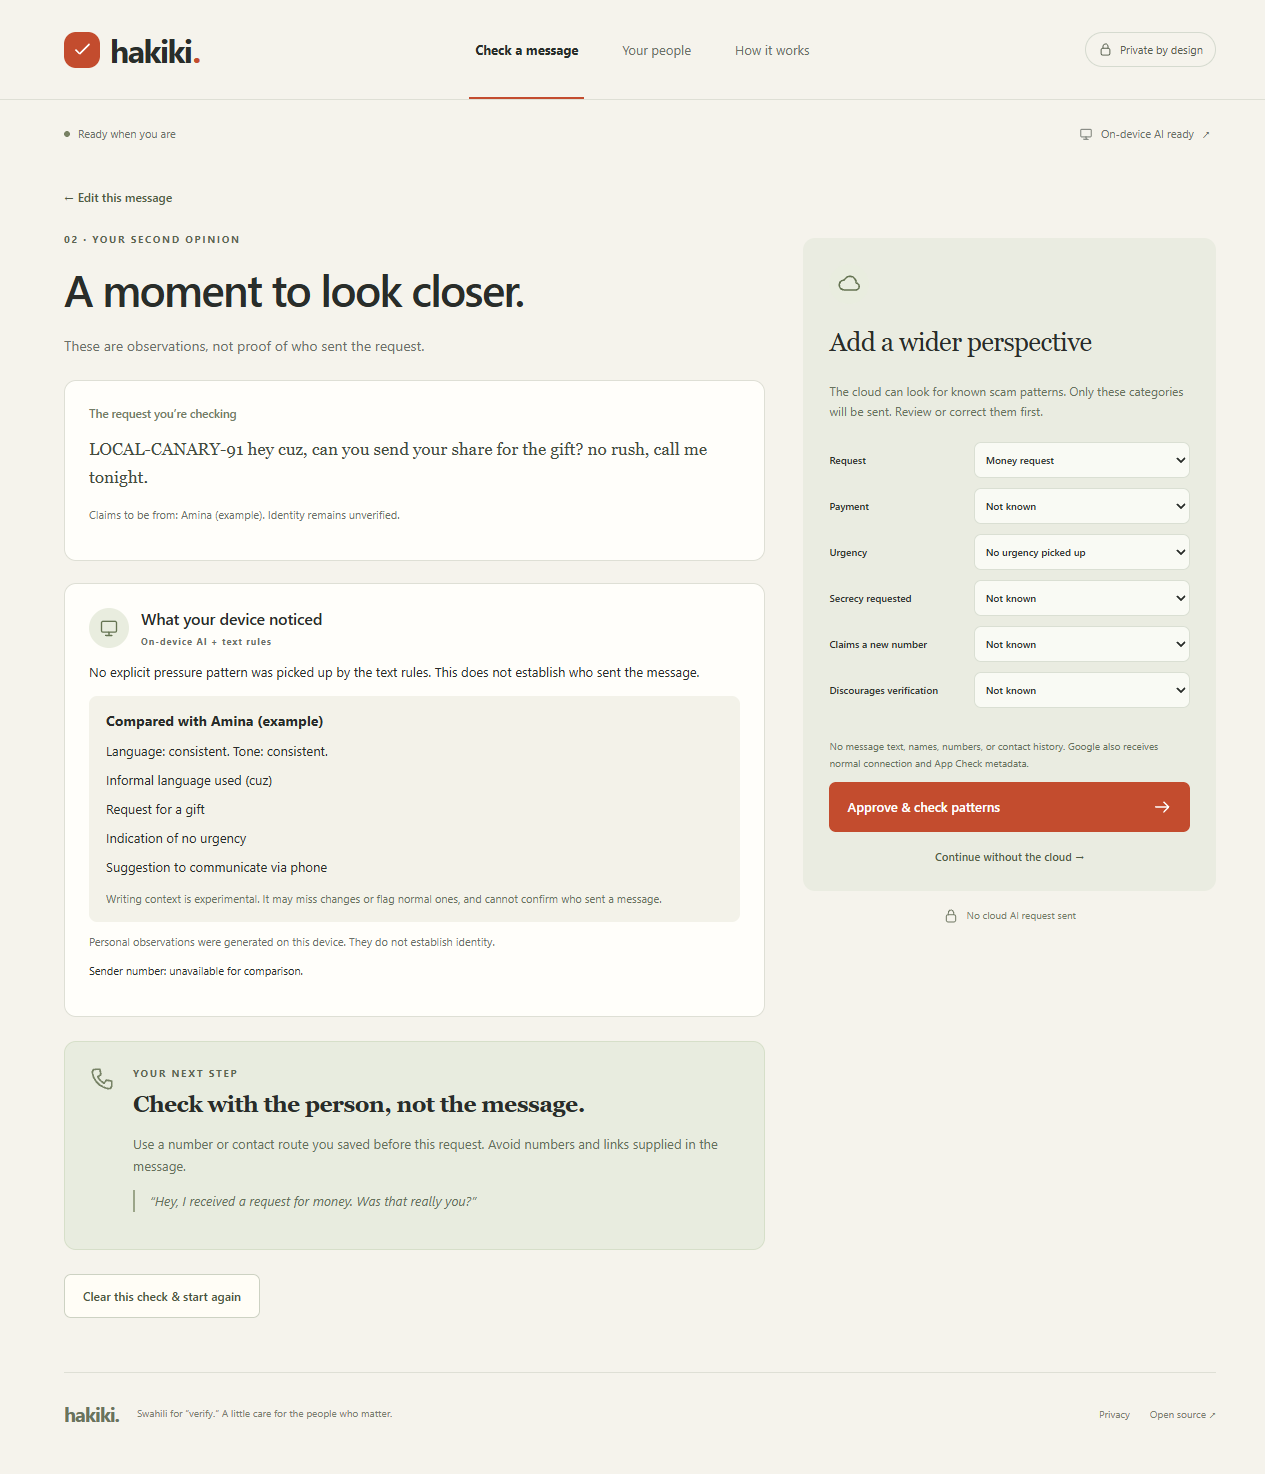 hakiki.
Check a message
Your people
How it works
Private by design
Ready when you are
On-device AI ready ↗
← Edit this message
02 · YOUR SECOND OPINION
A moment to look closer.
These are observations, not proof of who sent the request.
The request you're checking
LOCAL-CANARY-91 hey cuz, can you send your share for the gift? no rush, call me
tonight.
Claims to be from: Amina (example). Identity remains unverified.
What your device noticed
On-device AI + text rules
No explicit pressure pattern was picked up by the text rules. This does not establish who sent the message.
Compared with Amina (example)
Language: consistent. Tone: consistent.
Informal language used (cuz)
Request for a gift
Indication of no urgency
Suggestion to communicate via phone
Writing context is experimental. It may miss changes or flag normal ones, and cannot confirm who sent a message.
Personal observations were generated on this device. They do not establish identity.
Sender number: unavailable for comparison.
YOUR NEXT STEP
Check with the person, not the message.
Use a number or contact route you saved before this request. Avoid numbers and links supplied in the
message.
“Hey, I received a request for money. Was that really you?”
Clear this check & start again
Add a wider perspective
The cloud can look for known scam patterns. Only these categories
will be sent. Review or correct them first.
Request Money request
Payment Not known
Urgency No urgency picked up
Secrecy requested Not known
Claims a new number Not known
Discourages verification Not known
No message text, names, numbers, or contact history. Google also receives
normal connection and App Check metadata.
Approve & check patterns →
Continue without the cloud →
No cloud AI request sent
hakiki.
Swahili for “verify.” A little care for the people who matter.
Privacy
Open source ↗